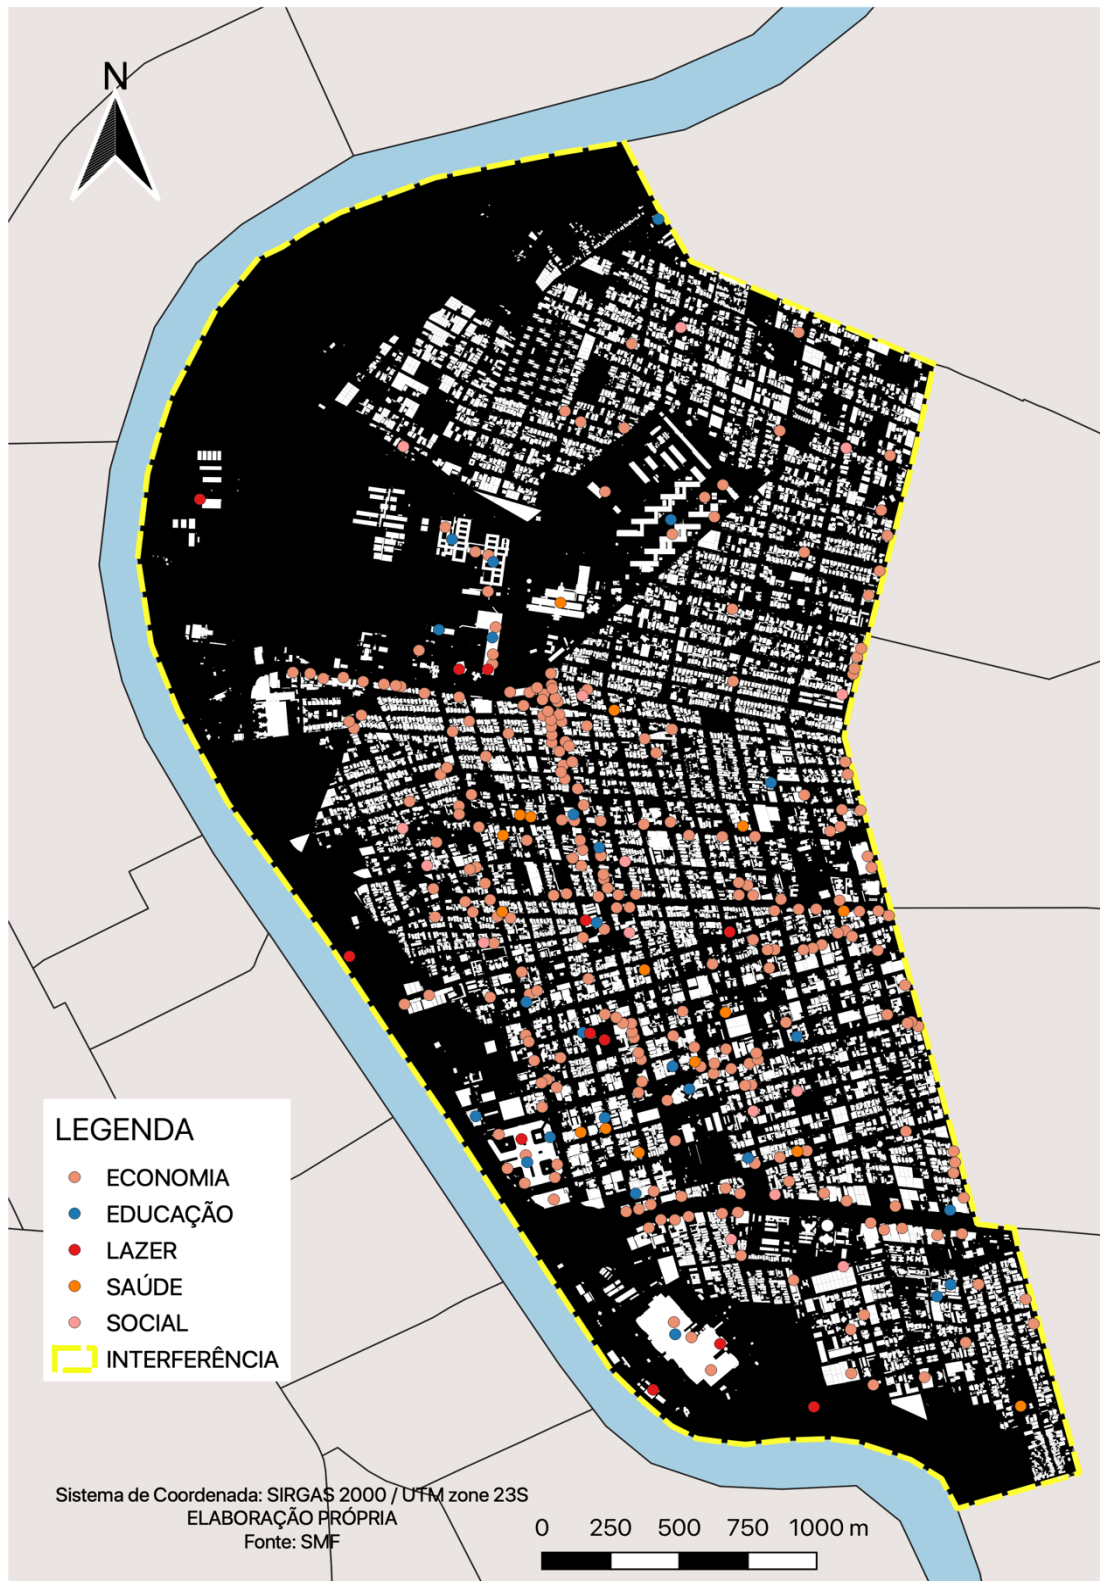 N
LEGENDA
ECONOMIA
EDUCAÇÃO
LAZER
SAÚDE
SOCIAL
INTERFERÊNCIA
Sistema de Coordenada: SIRGAS 2000 / UTM zone 23S
ELABORAÇÃO PRÓPRIA
Fonte: SMF
0 250 500 750 1000 m